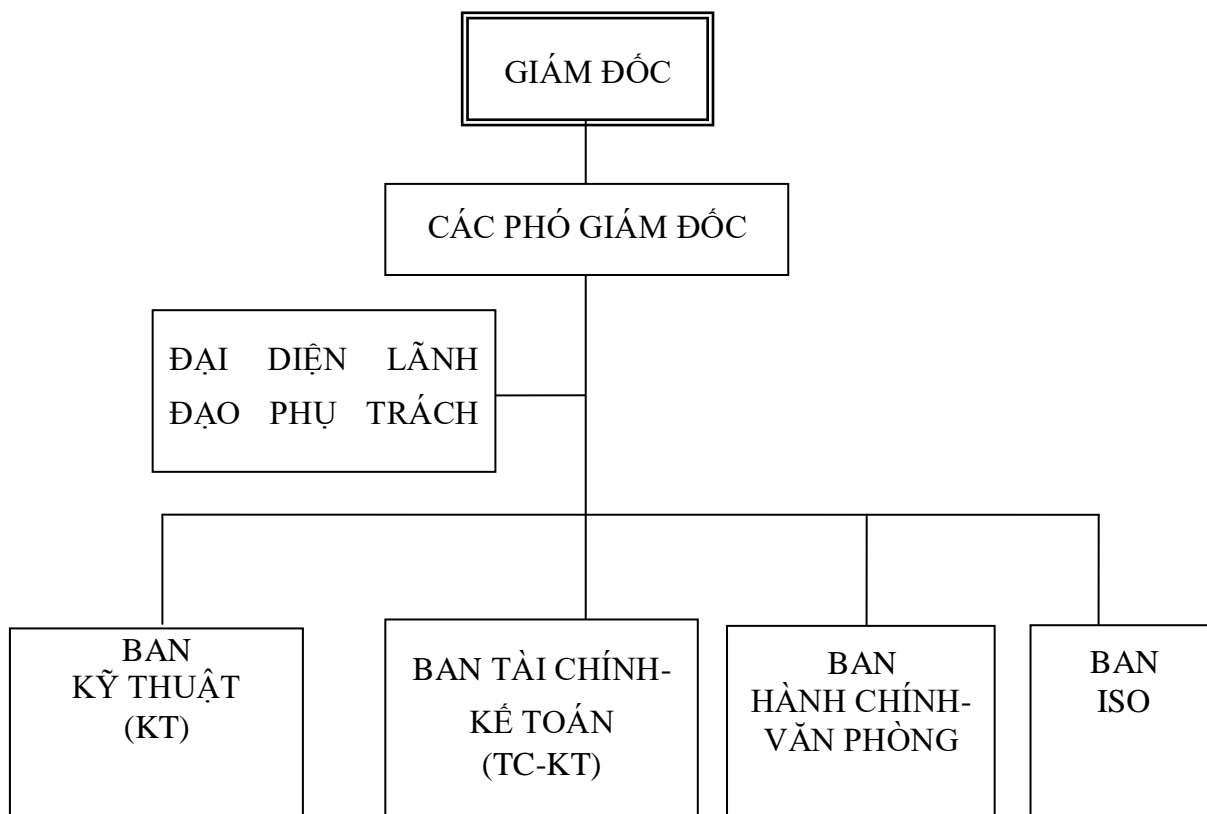 GIÁM ĐỐC
CÁC PHÓ GIÁM ĐỐC
ĐẠI DIỆN LÃNH
ĐẠO PHỤ TRÁCH
BAN
KỸ THUẬT
(KT)
BAN TÀI CHÍNH-
KẾ TOÁN
(TC-KT)
BAN
HÀNH CHÍNH-
VĂN PHÒNG
BAN
ISO